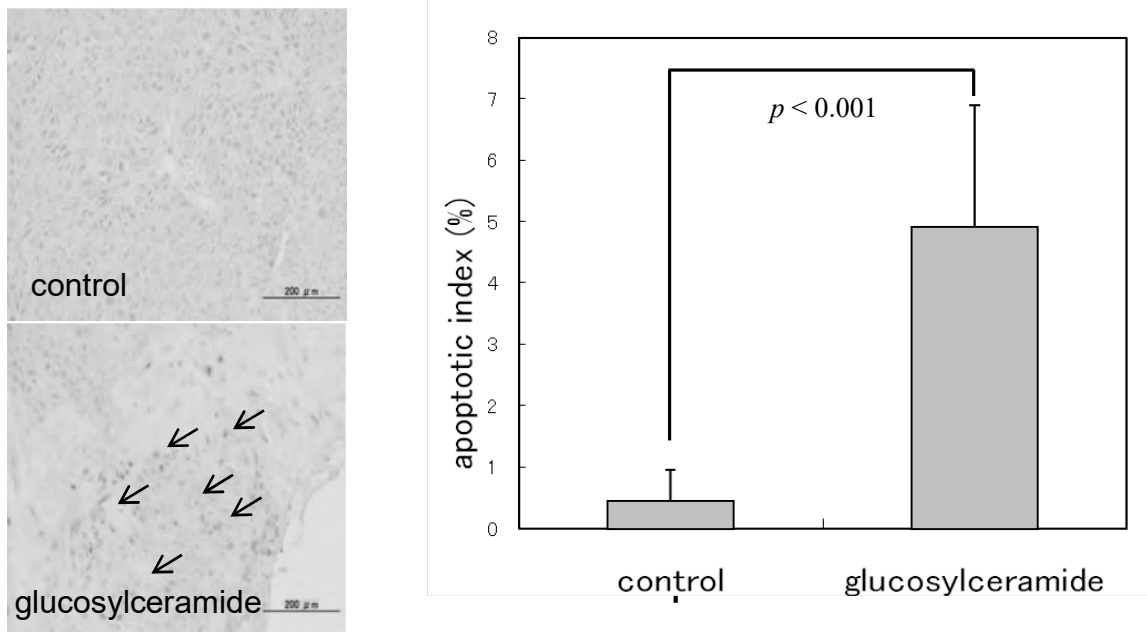 control
200 μm
glucosylceramide
200 μm
8
7
6
5
4
3
2
1
0
apoptotic index (%)
p < 0.001
control
glucosylceramide